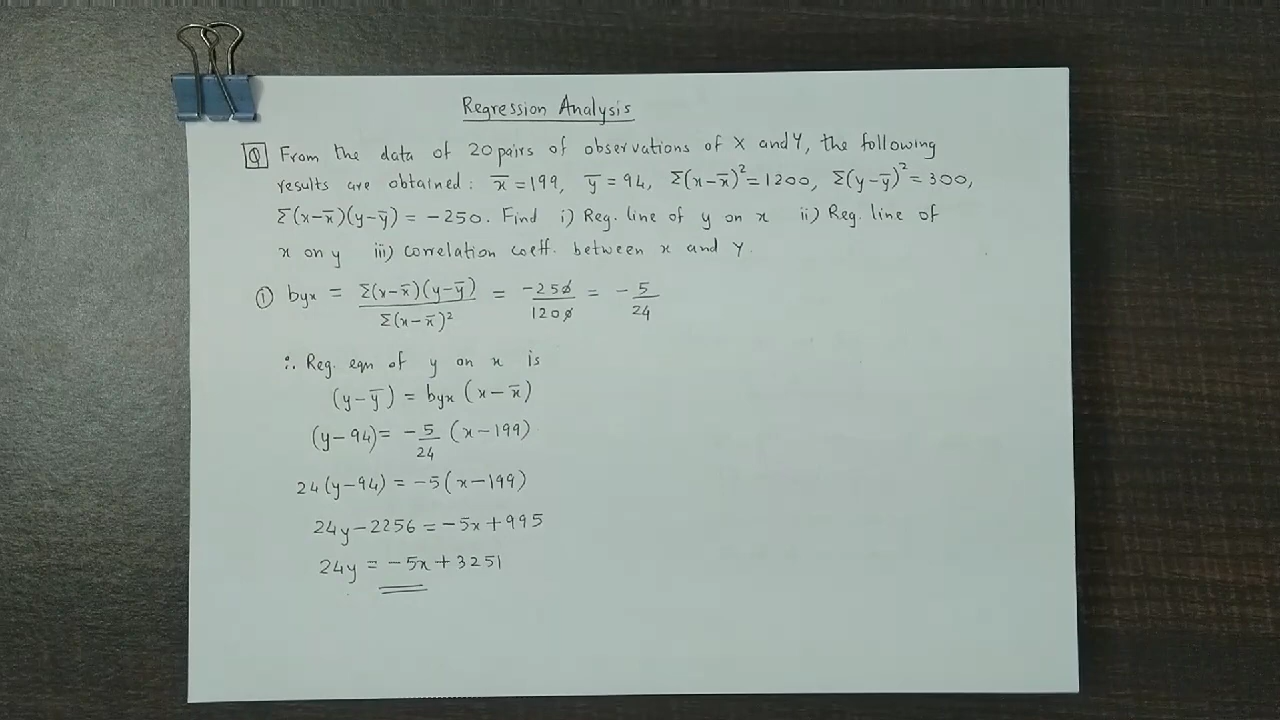 Regression Analysis
Q From the data of 20 pairs of observations of X and Y, the following
results are obtained: x̅ = 199, y̅ = 94, Σ(x-x̅)² = 1200, Σ(y-y̅)² = 300,
Σ(x-x̅)(y-y̅) = -250. Find i) Reg. line of y on x ii) Reg. line of
x on y iii) correlation coeff. between x and Y.
① byx = Σ(x-x̅)(y-y̅) / Σ(x-x̅)² = -250 / 1200 = -5/24
∴ Reg. eqn of y on x is
(y-y̅) = byx (x-x̅)
(y-94) = -5/24 (x-199)
24(y-94) = -5(x-199)
24y-2256 = -5x+995
24y = -5x+3251